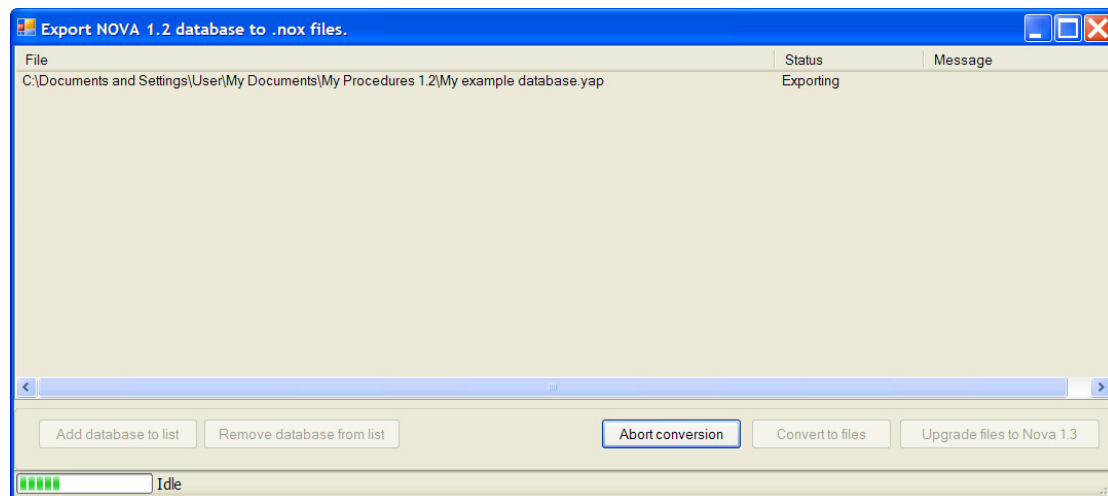 Export NOVA 1.2 database to .nox files.
File Status Message
C:\Documents and Settings\User\My Documents\My Procedures 1.2\My example database.yap Exporting
Add database to list Remove database from list Abort conversion Convert to files Upgrade files to Nova 1.3
Idle